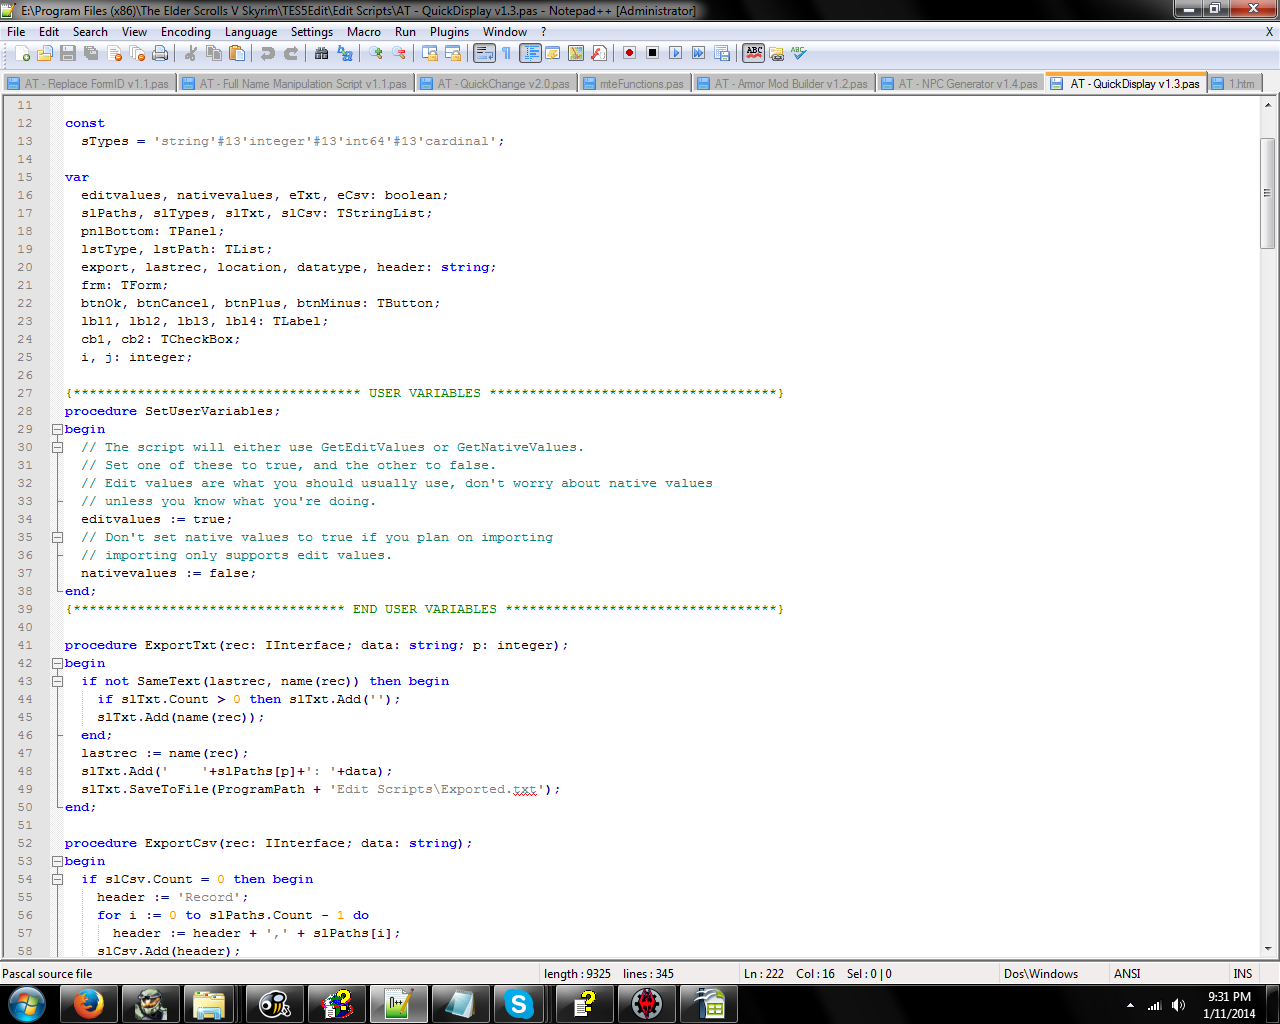 E:\Program Files (x86)\The Elder Scrolls V Skyrim\TES5Edit\Edit Scripts\AT - QuickDisplay v1.3.pas - Notepad++ [Administrator]
File Edit Search View Encoding Language Settings Macro Run Plugins Window ? X
AT - Replace FormID v1.1.pas AT - Full Name Manipulation Script v1.1.pas AT - QuickChange v2.0.pas mteFunctions.pas AT - Armor Mod Builder v1.2.pas AT - NPC Generator v1.4.pas AT - QuickDisplay v1.3.pas 1.htm
11
12 const
13 sTypes = 'string'#13'integer'#13'int64'#13'cardinal';
14
15 var
16 editvalues, nativevalues, eTxt, eCsv: boolean;
17 slPaths, slTypes, slTxt, slCsv: TStringList;
18 pnlBottom: TPanel;
19 lstType, lstPath: TList;
20 export, lastrec, location, datatype, header: string;
21 frm: TForm;
22 btnOk, btnCancel, btnPlus, btnMinus: TButton;
23 lbl1, lbl2, lbl3, lbl4: TLabel;
24 cb1, cb2: TCheckBox;
25 i, j: integer;
26
27 {************************************ USER VARIABLES ************************************}
28 procedure SetUserVariables;
29 begin
30 // The script will either use GetEditValues or GetNativeValues.
31 // Set one of these to true, and the other to false.
32 // Edit values are what you should usually use, don't worry about native values
33 // unless you know what you're doing.
34 editvalues := true;
35 // Don't set native values to true if you plan on importing
36 // importing only supports edit values.
37 nativevalues := false;
38 end;
39 {********************************** END USER VARIABLES **********************************}
40
41 procedure ExportTxt(rec: IInterface; data: string; p: integer);
42 begin
43 if not SameText(lastrec, name(rec)) then begin
44 if slTxt.Count > 0 then slTxt.Add('');
45 slTxt.Add(name(rec));
46 end;
47 lastrec := name(rec);
48 slTxt.Add('    '+slPaths[p]+': '+data);
49 slTxt.SaveToFile(ProgramPath + 'Edit Scripts\Exported.txt');
50 end;
51
52 procedure ExportCsv(rec: IInterface; data: string);
53 begin
54 if slCsv.Count = 0 then begin
55 header := 'Record';
56 for i := 0 to slPaths.Count - 1 do
57 header := header + ',' + slPaths[i];
58 slCsv.Add(header);
Pascal source file length : 9325 lines : 345 Ln : 222 Col : 16 Sel : 0 | 0 Dos\Windows ANSI INS
9:31 PM
1/11/2014